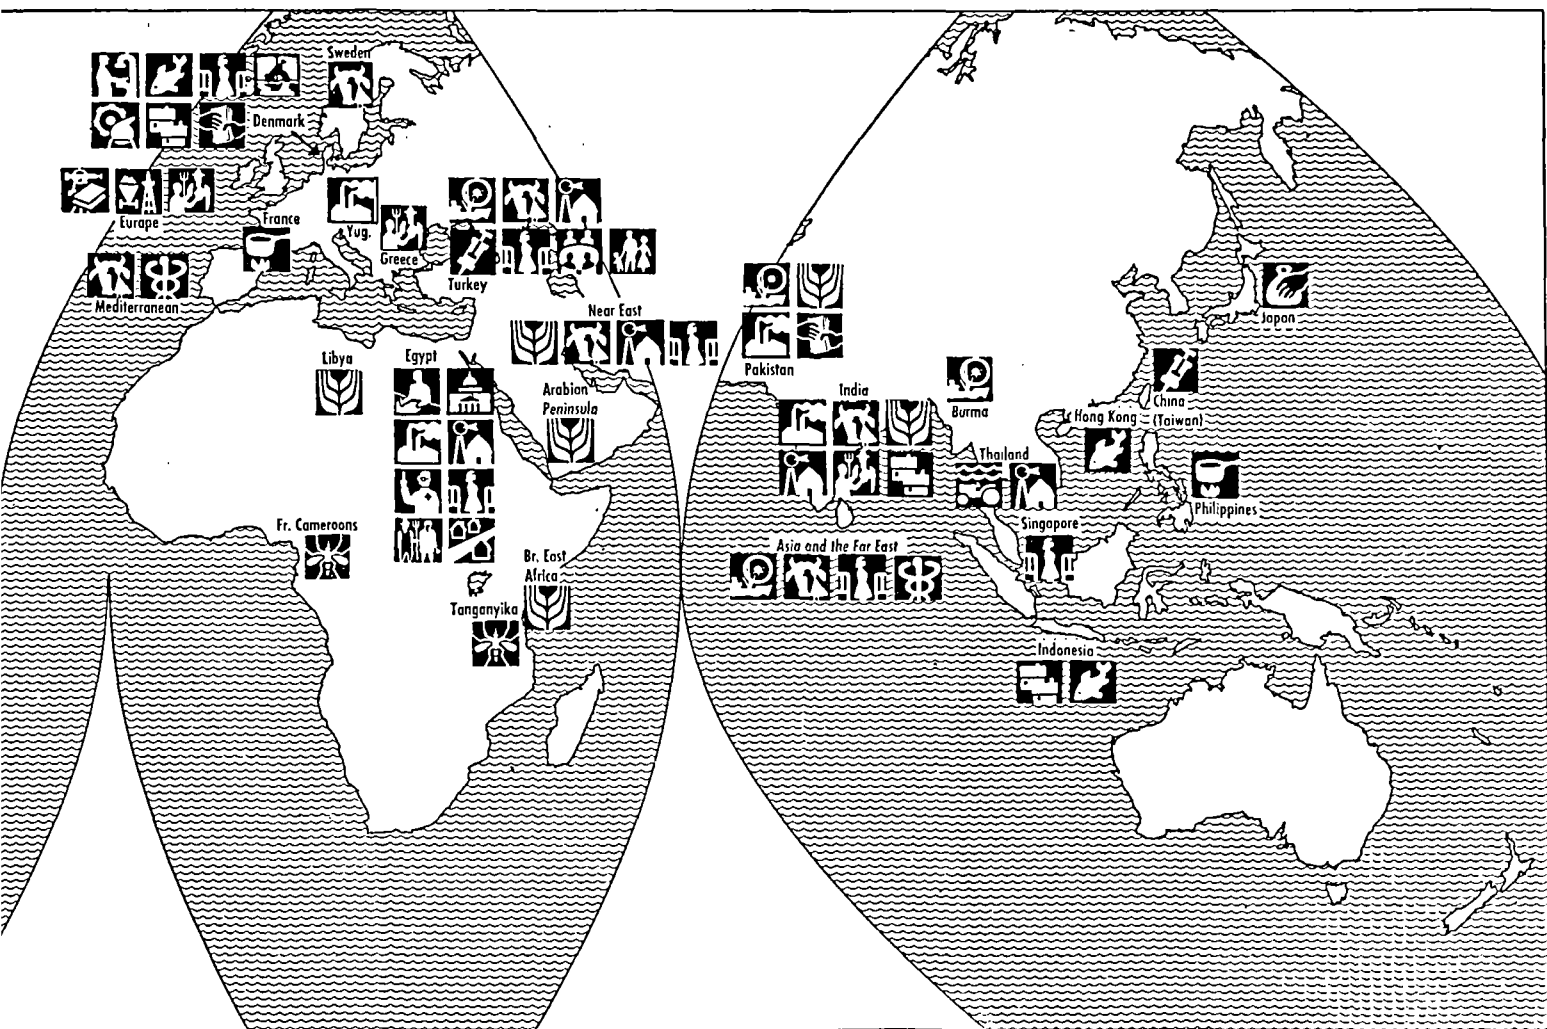 Sweden
Denmark
Europe
France
Yug.
Greece
Turkey
Mediterranean
Near East
Libya
Egypt
Arabian
Peninsula
Pakistan
India
Burma
Japan
China
(Taiwan)
Hong Kong
Thailand
Philippines
Singapore
Fr. Cameroons
Br. East
Africa
Asia and the Far East
Tanganyika
Indonesia